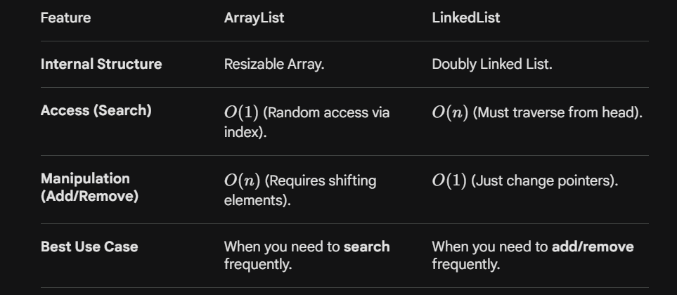 Feature ArrayList LinkedList
Internal Structure Resizable Array. Doubly Linked List.
Access (Search) O(1) (Random access via O(n) (Must traverse from head).
index).
Manipulation O(n) (Requires shifting O(1) (Just change pointers).
(Add/Remove) elements).
Best Use Case When you need to search When you need to add/remove
frequently. frequently.